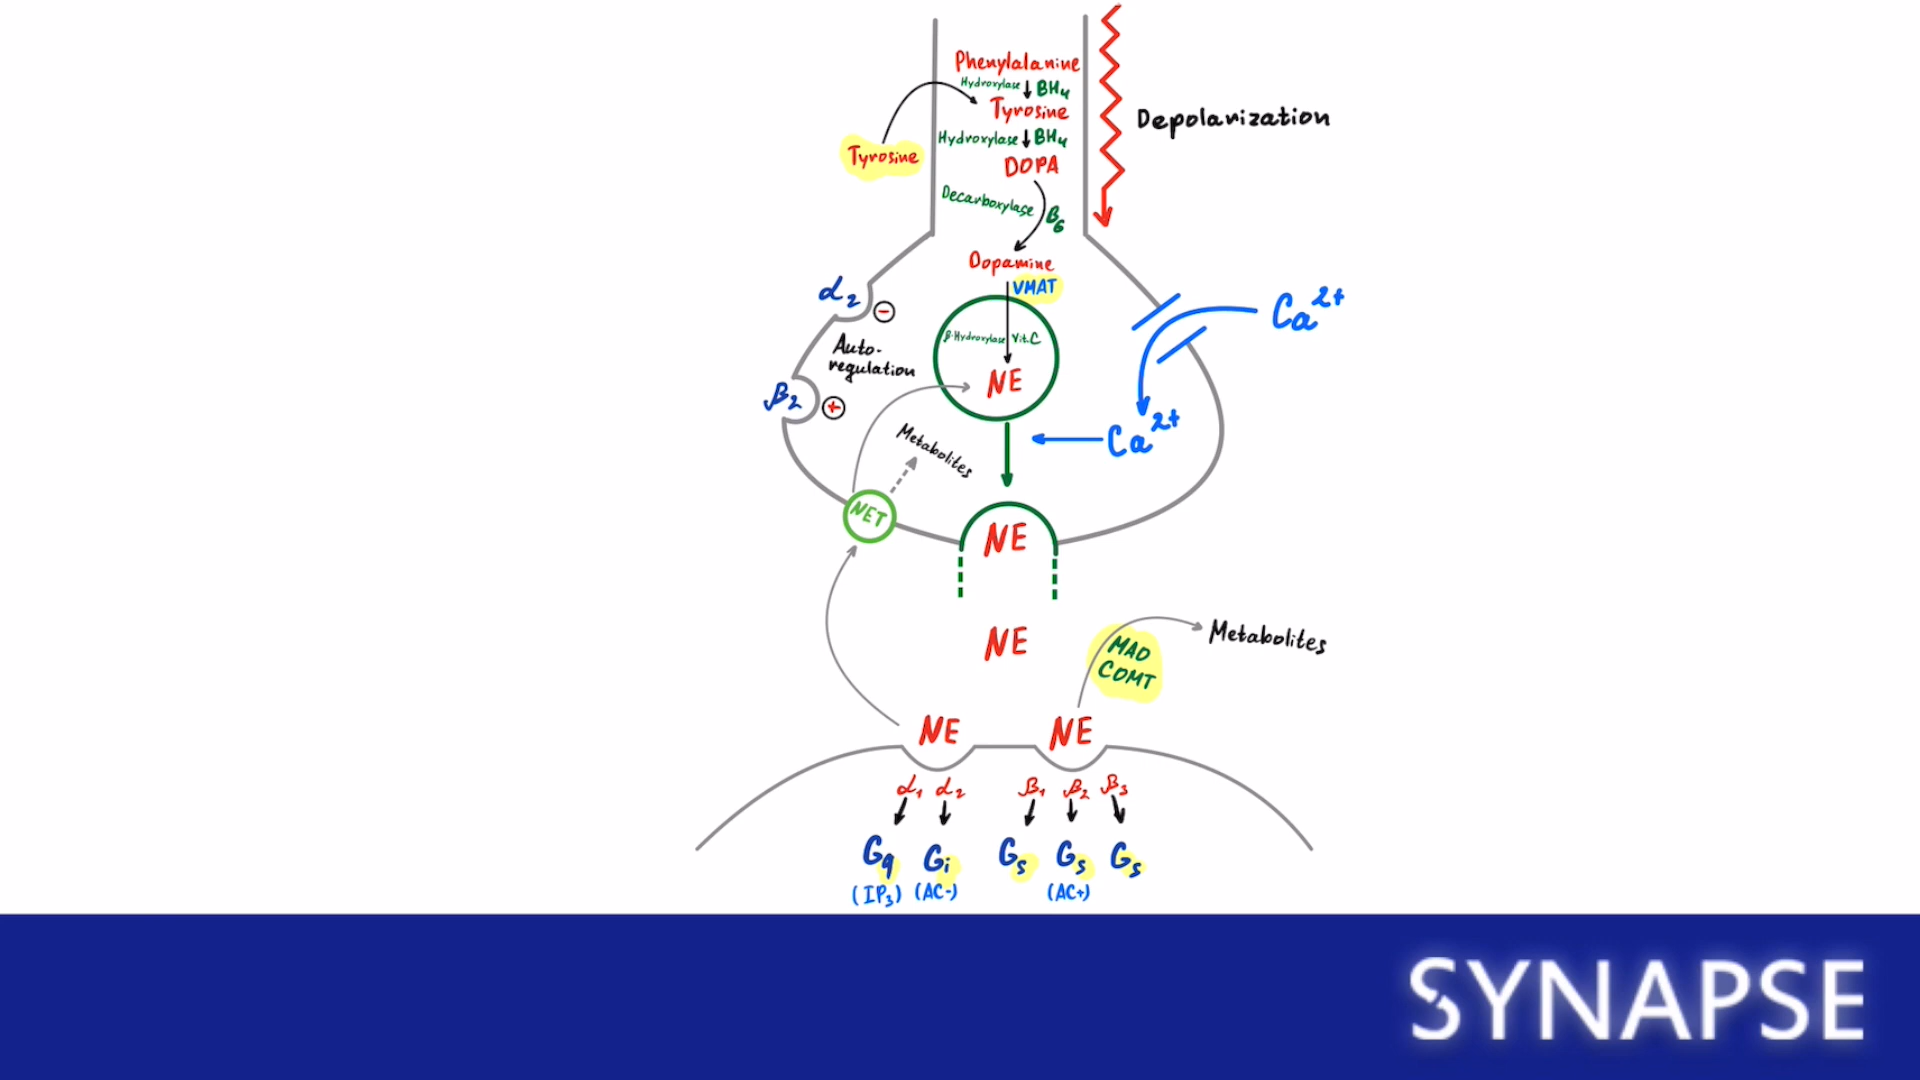 Phenylalanine
Hydroxylase BH4
Tyrosine
Tyrosine
Hydroxylase BH4
DOPA
Decarboxylase B6
Dopamine
VMAT
β-Hydroxylase Vit.C
NE
Depolarization
Ca2+
Ca2+
α2
−
Auto-
regulation
β2
+
Metabolites
NET
NE
NE
MAO
COMT
Metabolites
NE NE
α1 α2 β1 β2 β3
Gq Gi Gs Gs Gs
(IP3) (AC-) (AC+)
SYNAPSE